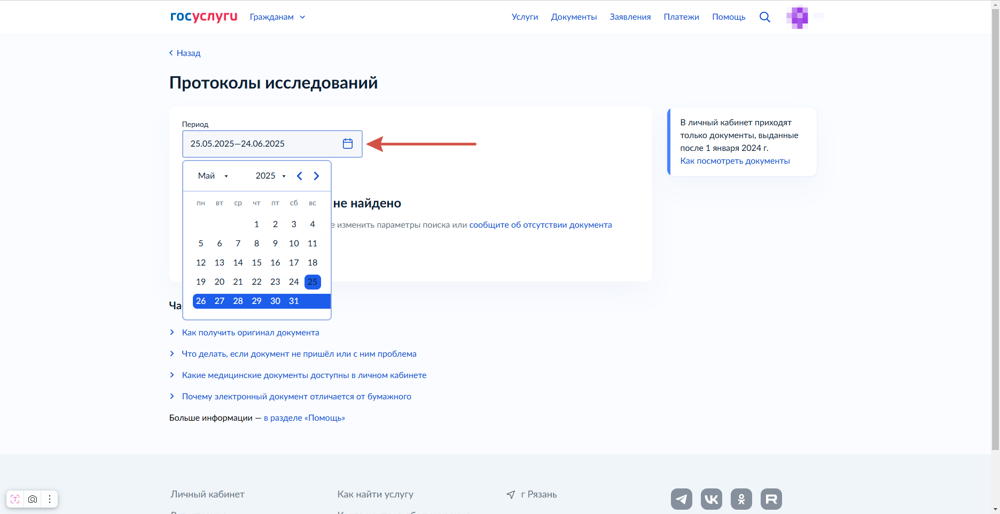 госуслуги Гражданам Услуги Документы Заявления Платежи Помощь
Назад
Протоколы исследований
Период
25.05.2025—24.06.2025
Май 2025
пн вт ср чт пт сб вс
1 2 3 4
5 6 7 8 9 10 11
12 13 14 15 16 17 18
19 20 21 22 23 24 25
26 27 28 29 30 31
не найдено
изменить параметры поиска или сообщите об отсутствии документа
В личный кабинет приходят
только документы, выданные
после 1 января 2024 г.
Как посмотреть документы
Ча
Как получить оригинал документа
Что делать, если документ не пришёл или с ним проблема
Какие медицинские документы доступны в личном кабинете
Почему электронный документ отличается от бумажного
Больше информации — в разделе «Помощь»
Личный кабинет Как найти услугу г Рязань